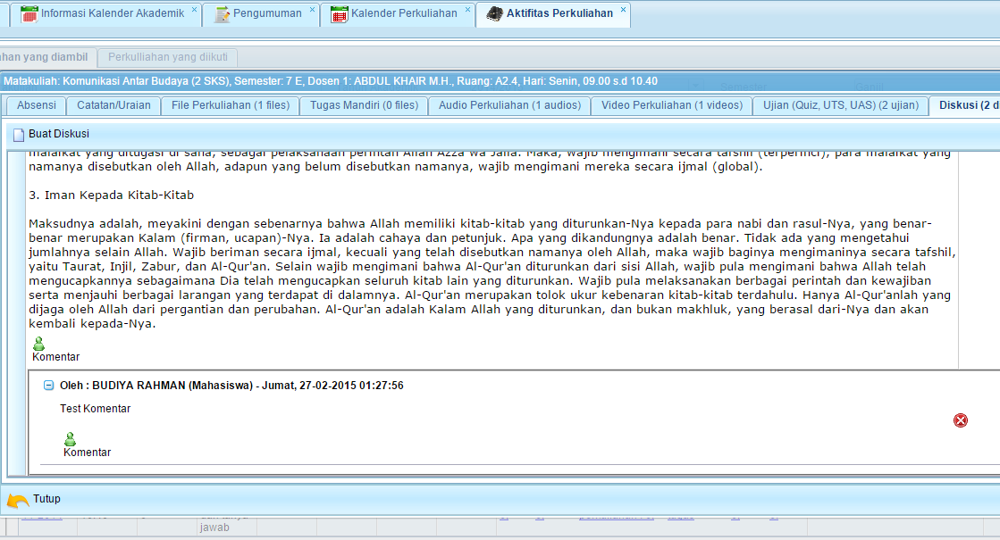 Informasi Kalender Akademik
Pengumuman
Kalender Perkuliahan
Aktifitas Perkuliahan
han yang diambil
Perkulliahan yang diikuti
Matakuliah: Komunikasi Antar Budaya (2 SKS), Semester: 7 E, Dosen 1: ABDUL KHAIR M.H., Ruang: A2.4, Hari: Senin, 09.00 s.d 10.40
Absensi
Catatan/Uraian
File Perkuliahan (1 files)
Tugas Mandiri (0 files)
Audio Perkuliahan (1 audios)
Video Perkuliahan (1 videos)
Ujian (Quiz, UTS, UAS) (2 ujian)
Diskusi (2 d
Buat Diskusi
malaikat yang ditugasi di sana, sebagai pelaksanaan perintah Allah Azza wa Jalla. Maka, wajib mengimani secara tafshil (terperinci), para malaikat yang
namanya disebutkan oleh Allah, adapun yang belum disebutkan namanya, wajib mengimani mereka secara ijmal (global).
3. Iman Kepada Kitab-Kitab
Maksudnya adalah, meyakini dengan sebenarnya bahwa Allah memiliki kitab-kitab yang diturunkan-Nya kepada para nabi dan rasul-Nya, yang benar-
benar merupakan Kalam (firman, ucapan)-Nya. Ia adalah cahaya dan petunjuk. Apa yang dikandungnya adalah benar. Tidak ada yang mengetahui
jumlahnya selain Allah. Wajib beriman secara ijmal, kecuali yang telah disebutkan namanya oleh Allah, maka wajib baginya mengimaninya secara tafshil,
yaitu Taurat, Injil, Zabur, dan Al-Qur'an. Selain wajib mengimani bahwa Al-Qur'an diturunkan dari sisi Allah, wajib pula mengimani bahwa Allah telah
mengucapkannya sebagaimana Dia telah mengucapkan seluruh kitab lain yang diturunkan. Wajib pula melaksanakan berbagai perintah dan kewajiban
serta menjauhi berbagai larangan yang terdapat di dalamnya. Al-Qur'an merupakan tolok ukur kebenaran kitab-kitab terdahulu. Hanya Al-Qur'anlah yang
dijaga oleh Allah dari pergantian dan perubahan. Al-Qur'an adalah Kalam Allah yang diturunkan, dan bukan makhluk, yang berasal dari-Nya dan akan
kembali kepada-Nya.
Komentar
Oleh : BUDIYA RAHMAN (Mahasiswa) - Jumat, 27-02-2015 01:27:56
Test Komentar
Komentar
Tutup
jawab